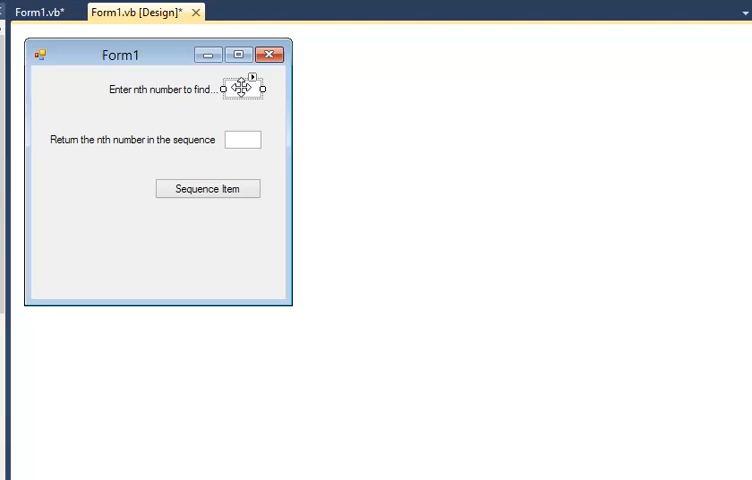 Form1.vb*
Form1.vb [Design]*
Form1
Enter nth number to find...
Return the nth number in the sequence
Sequence Item